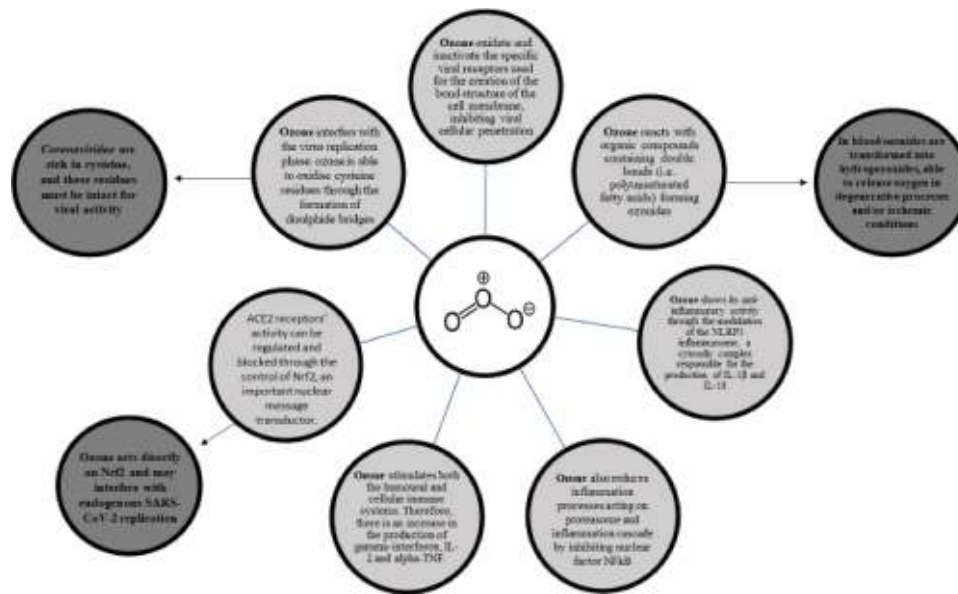 Ozone oxidate and
inactivate the specific
viral receptors used
for the creation of the
bond structure of the
cell membrane,
inhibiting viral
cellular penetration
Coronaviridae are
rich in cysteine,
and these residues
must be intact for
viral activity
Ozone interferes with
the virus replication
phase: ozone is able
to oxidise cysteine
residues through the
formation of
disulphide bridges
Ozone reacts with
organic compounds
containing double
bonds (i.e.
polyunsaturated
fatty acids) forming
ozonides
In blood ozonides are
transformed into
hydroperoxides, able
to release oxygen in
degenerative processes
and/or ischemic
conditions
O
⊕
O
O
⊖
ACE2 receptors'
activity can be
regulated and
blocked through the
control of Nrf2, an
important nuclear
message
transductor.
Ozone shows its anti-
inflammatory activity
through the modulation
of the NLRP3
inflammasome, a
cytosolic complex
responsible for the
production of IL-1β and
IL-18
Ozone acts directly
on Nrf2 and may
interfere with
endogenous SARS-
CoV-2 replication
Ozone stimulates both
the humoural and
cellular immune
systems. Therefore,
there is an increase in
the production of
gamma-interferon, IL-
2 and alpha-TNF
Ozone also reduces
inflammation
processes acting on
proteasome and
inflammation cascade
by inhibiting nuclear
factor NFkB